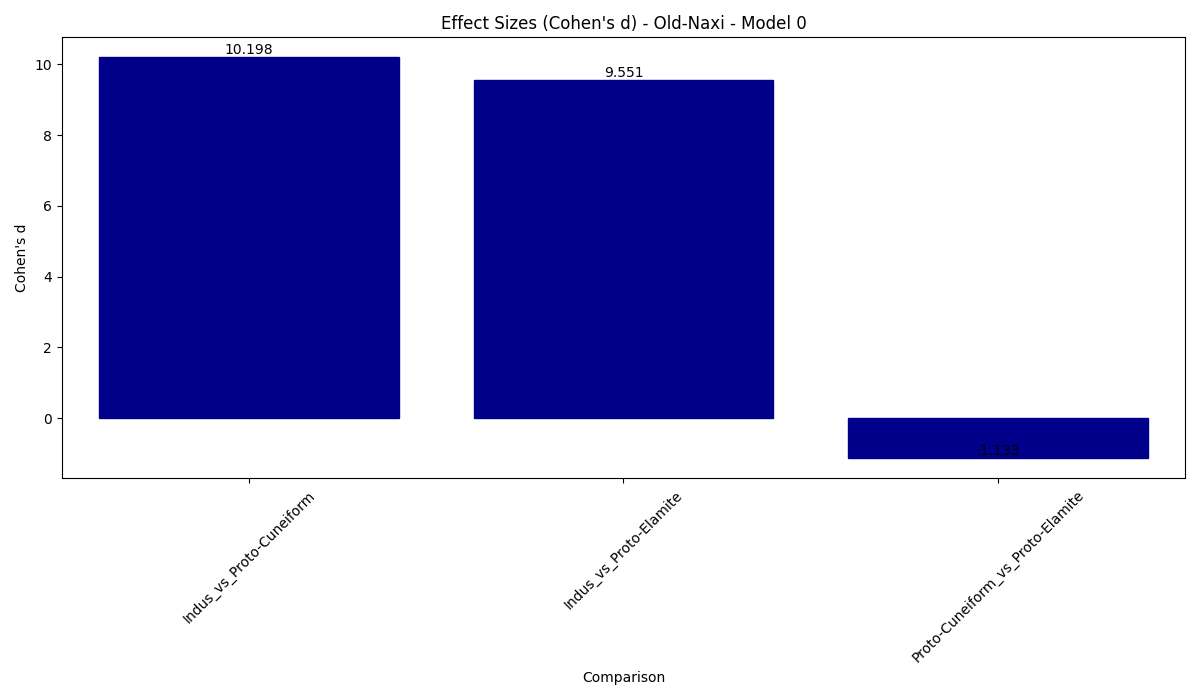 Effect Sizes (Cohen's d) - Old-Naxi - Model 0
10.198
9.551
-1.133
10
8
6
4
2
0
Cohen's d
Indus_vs_Proto-Cuneiform
Indus_vs_Proto-Elamite
Proto-Cuneiform_vs_Proto-Elamite
Comparison